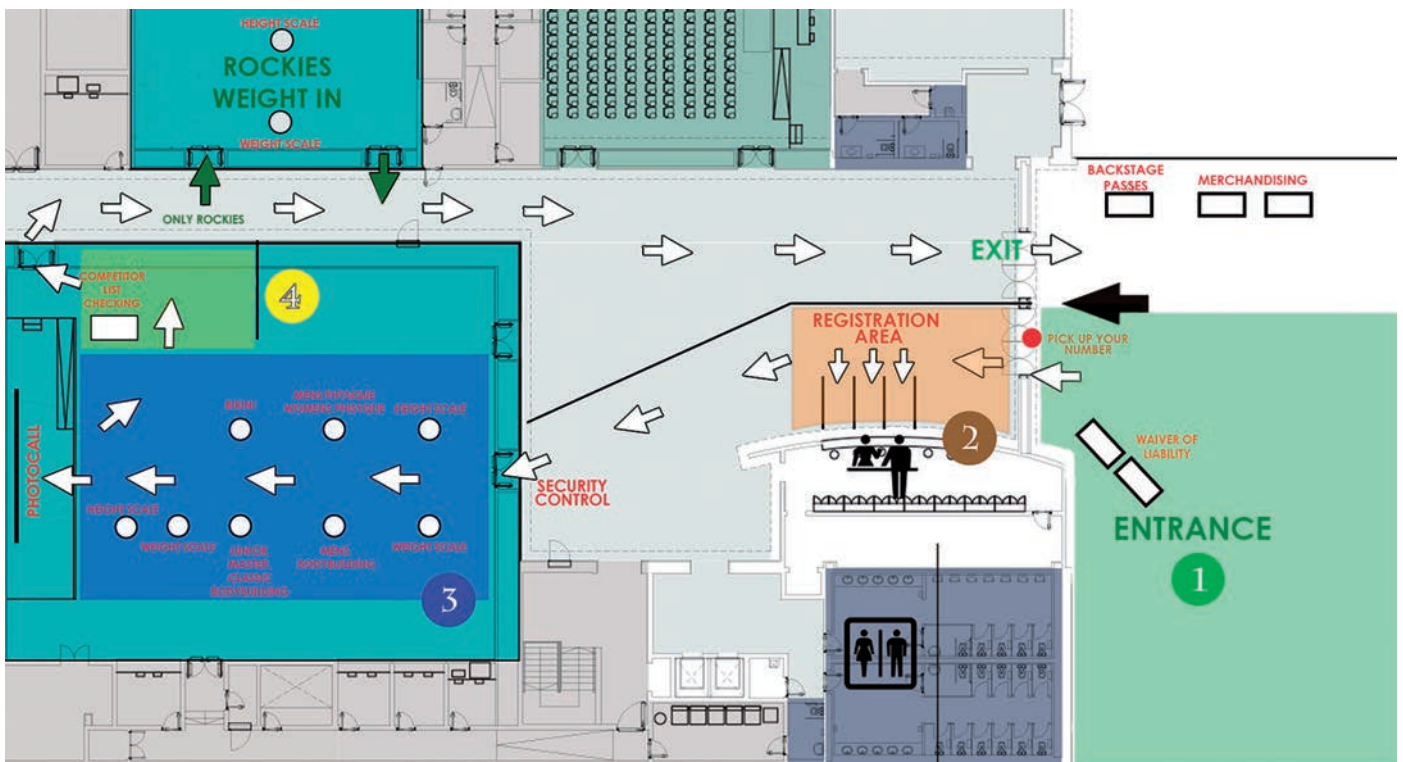 HEIGHT SCALE
ROCKIES
WEIGHT IN
WEIGHT SCALE
ONLY ROCKIES
BACKSTAGE
PASSES
MERCHANDISING
EXIT
COMPETITOR
LIST
CHECKING
4
REGISTRATION
AREA
PICK UP YOUR
NUMBER
BIKINI
MENS PHYSIQUE
WOMENS PHYSIQUE
HEIGHT SCALE
2
WAIVER OF
LIABILITY
PHOTOCALL
SECURITY
CONTROL
HEIGHT SCALE
WEIGHT SCALE
JUNIOR
MASTER
CLASSIC
BODYBUILDING
MENS
BODYBUILDING
WEIGHT SCALE
ENTRANCE
1
3